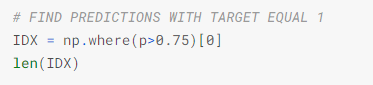 # FIND PREDICTIONS WITH TARGET EQUAL 1
IDX = np.where(p>0.75)[0]
len(IDX)